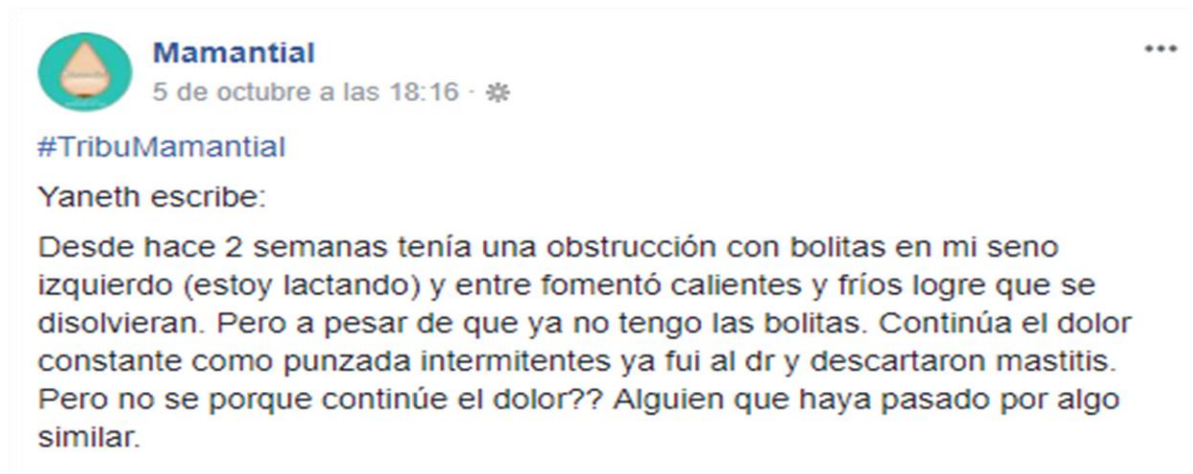 Mamantial
5 de octubre a las 18:16 ·
#TribuMamantial
Yaneth escribe:
Desde hace 2 semanas tenía una obstrucción con bolitas en mi seno
izquierdo (estoy lactando) y entre fomentó calientes y fríos logre que se
disolvieran. Pero a pesar de que ya no tengo las bolitas. Continúa el dolor
constante como punzada intermitentes ya fui al dr y descartaron mastitis.
Pero no se porque continúe el dolor?? Alguien que haya pasado por algo
similar.